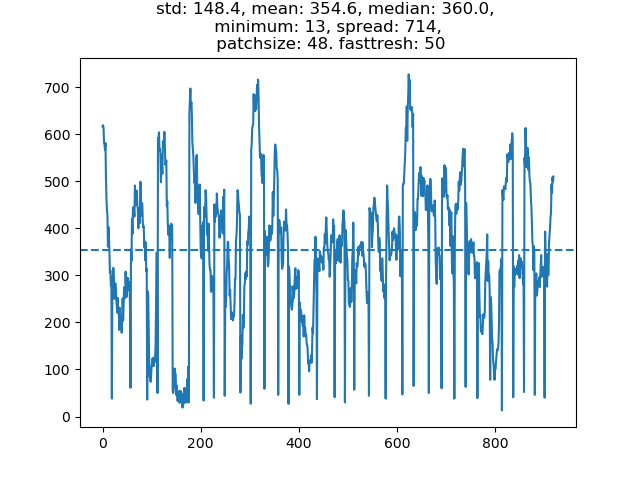 std: 148.4, mean: 354.6, median: 360.0,
minimum: 13, spread: 714,
patchsize: 48. fasttresh: 50
700
600
500
400
300
200
100
0
0 200 400 600 800